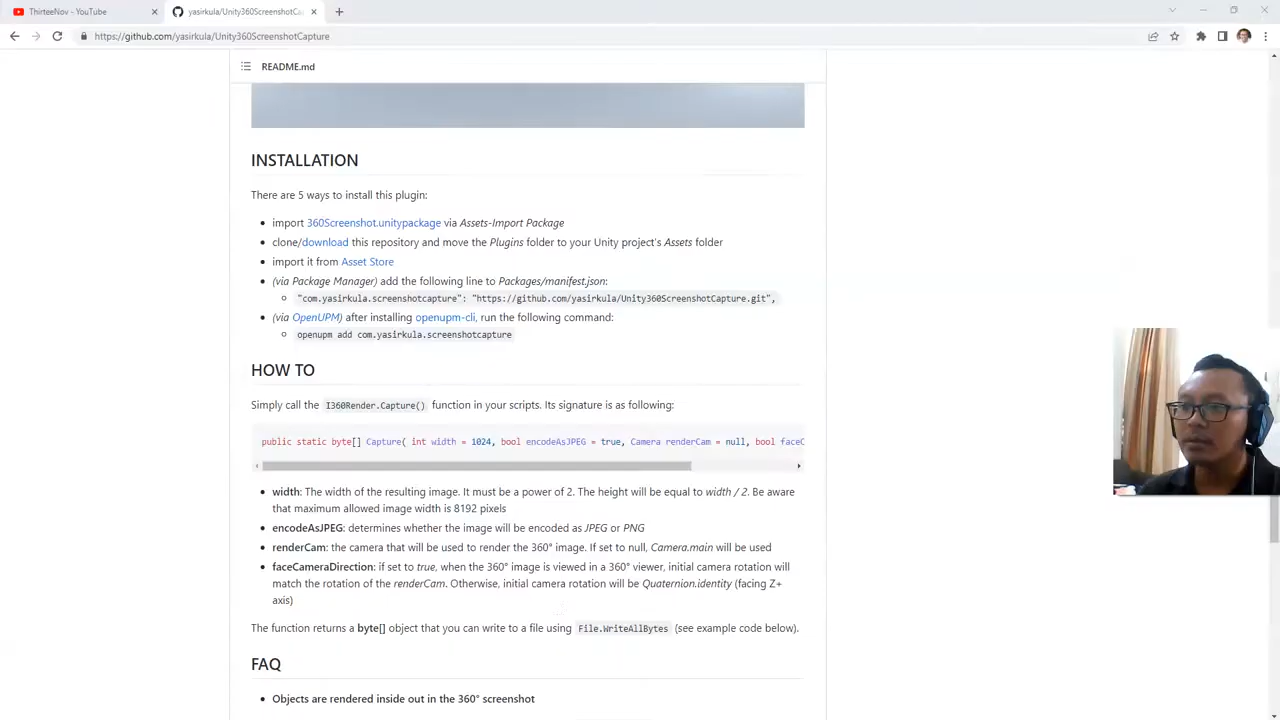 ThirteeNov - YouTube
yasirkula/Unity360ScreenshotCap
https://github.com/yasirkula/Unity360ScreenshotCapture
README.md
INSTALLATION
There are 5 ways to install this plugin:
import 360Screenshot.unitypackage via Assets-Import Package
clone/download this repository and move the Plugins folder to your Unity project's Assets folder
import it from Asset Store
(via Package Manager) add the following line to Packages/manifest.json:
"com.yasirkula.screenshotcapture": "https://github.com/yasirkula/Unity360ScreenshotCapture.git",
(via OpenUPM) after installing openupm-cli, run the following command:
openupm add com.yasirkula.screenshotcapture
HOW TO
Simply call the I360Render.Capture() function in your scripts. Its signature is as following:
public static byte[] Capture( int width = 1024, bool encodeAsJPEG = true, Camera renderCam = null, bool faceC
width: The width of the resulting image. It must be a power of 2. The height will be equal to width / 2. Be aware
that maximum allowed image width is 8192 pixels
encodeAsJPEG: determines whether the image will be encoded as JPEG or PNG
renderCam: the camera that will be used to render the 360° image. If set to null, Camera.main will be used
faceCameraDirection: if set to true, when the 360° image is viewed in a 360° viewer, initial camera rotation will
match the rotation of the renderCam. Otherwise, initial camera rotation will be Quaternion.identity (facing Z+
axis)
The function returns a byte[] object that you can write to a file using File.WriteAllBytes (see example code below).
FAQ
Objects are rendered inside out in the 360° screenshot